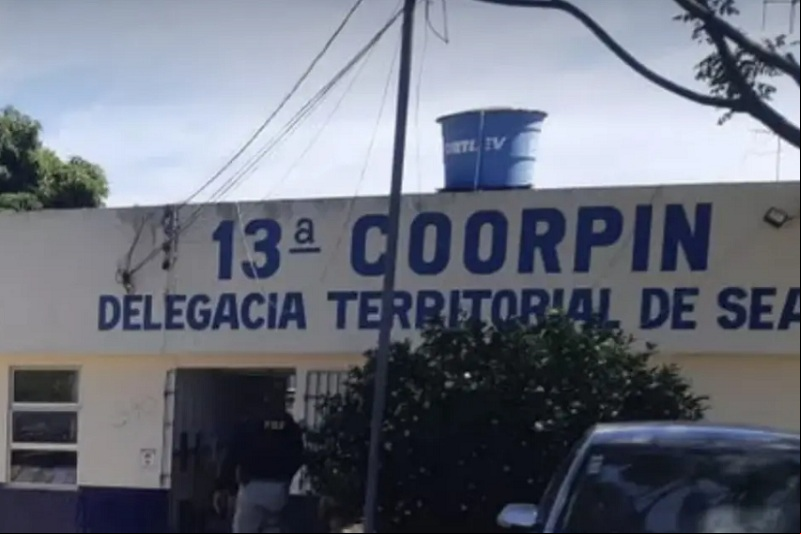 13ª COORPIN
DELEGACIA TERRITORIAL DE SEA